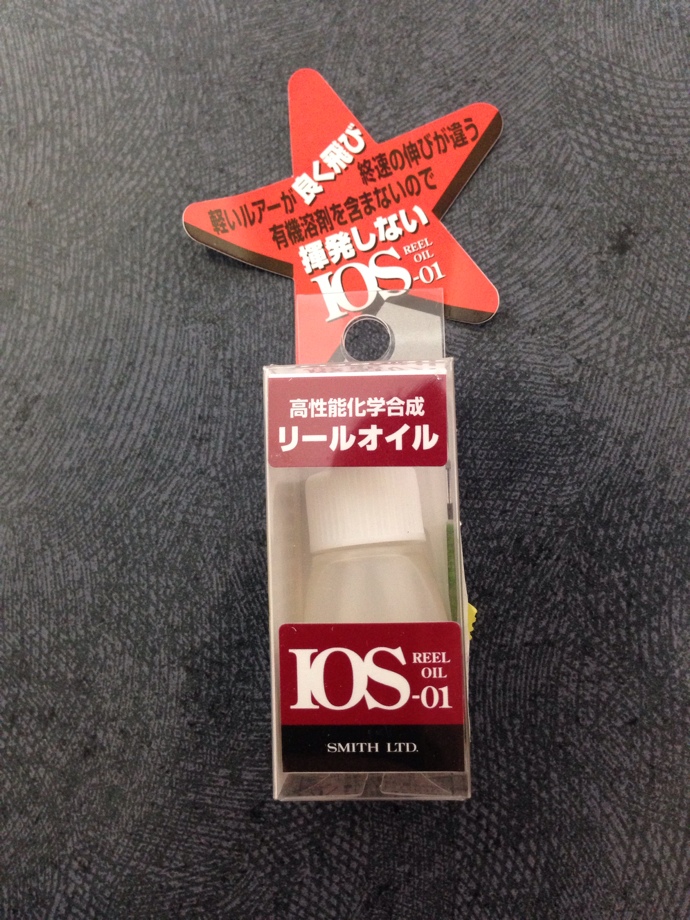 軽いルアーが良く飛び
終速の伸びが違う
有機溶剤を含まないので
揮発しない
IOS REEL OIL -01
高性能化学合成
リールオイル
IOS REEL OIL -01
SMITH LTD.